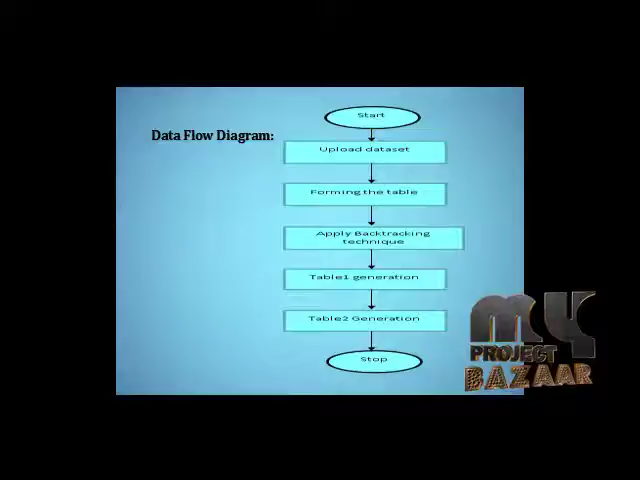 Start
Data Flow Diagram:
Upload dataset
Forming the table
Apply Backtracking
technique
Table1 generation
Table2 Generation
Stop
MY
PROJECT
BAZAAR